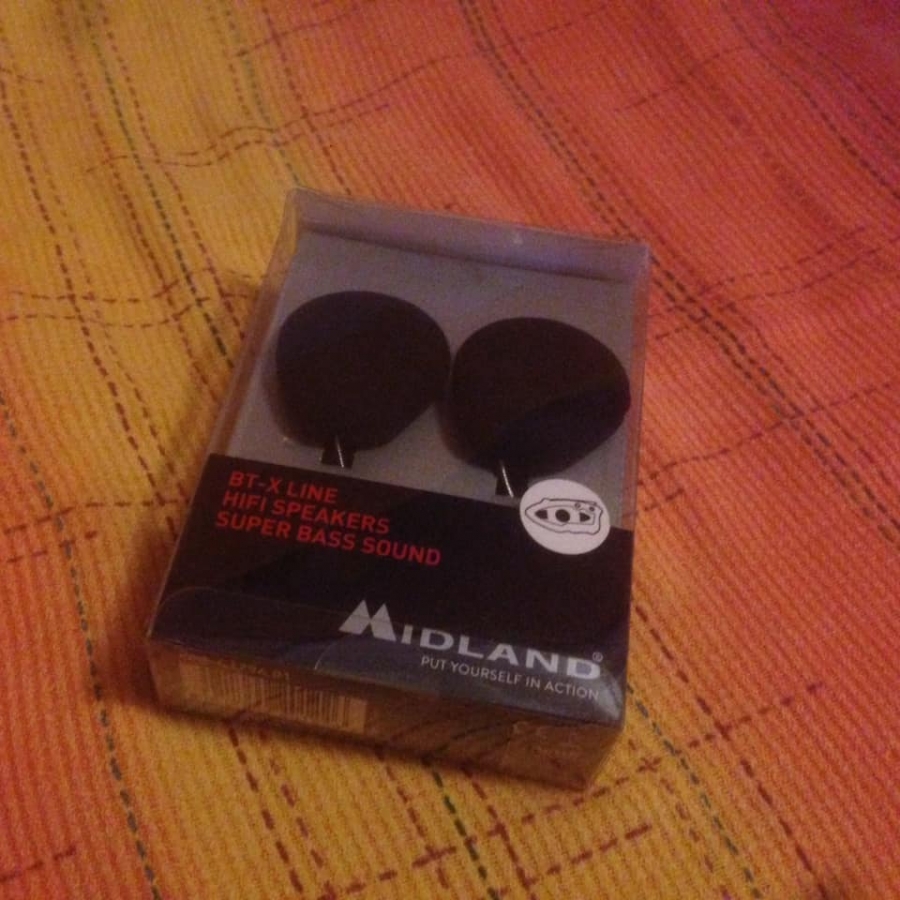 BT-X LINE
HIFI SPEAKERS
SUPER BASS SOUND
MIDLAND®
PUT YOURSELF IN ACTION